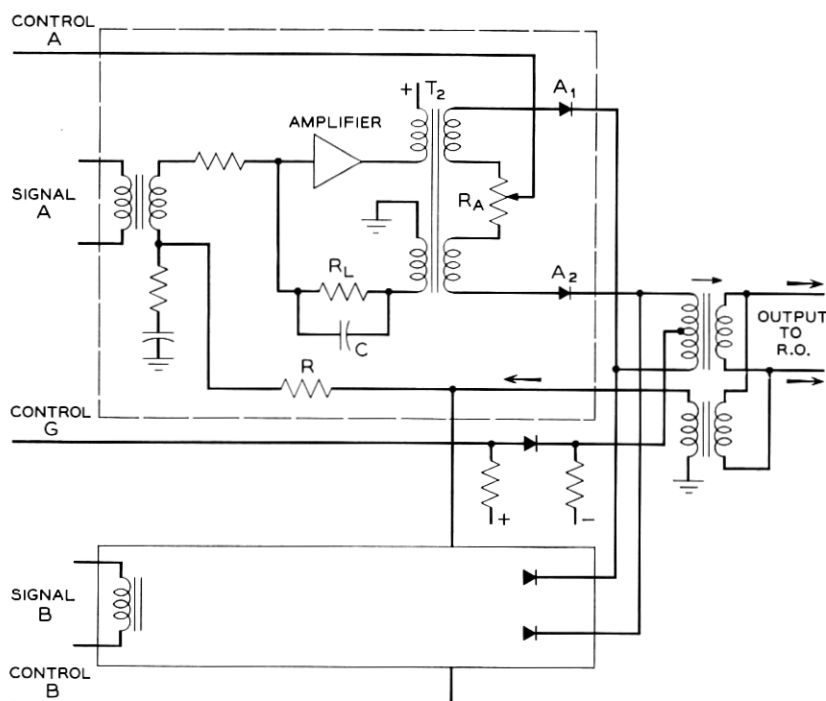 CONTROL
A
+ T2
A1
AMPLIFIER
SIGNAL
A
RA
RL
C
A2
OUTPUT
TO
R.O.
R
CONTROL
G
+
-
SIGNAL
B
CONTROL
B